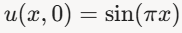 u(x, 0) = sin(πx)